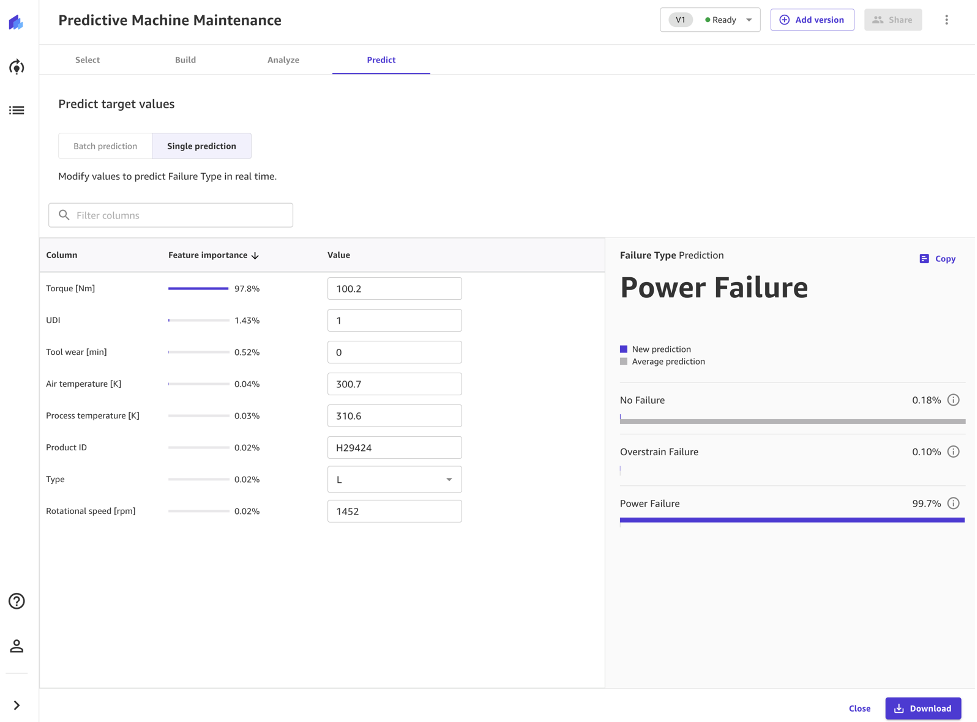 Predictive Machine Maintenance
V1 Ready
Add version
Share
Select Build Analyze Predict
Predict target values
Batch prediction Single prediction
Modify values to predict Failure Type in real time.
Filter columns
Column Feature importance Value
Torque [Nm] 97.8% 100.2
UDI 1.43% 1
Tool wear [min] 0.52% 0
Air temperature [K] 0.04% 300.7
Process temperature [K] 0.03% 310.6
Product ID 0.02% H29424
Type 0.02% L
Rotational speed [rpm] 0.02% 1452
Failure Type Prediction
Copy
Power Failure
New prediction
Average prediction
No Failure 0.18%
Overstrain Failure 0.10%
Power Failure 99.7%
Close Download